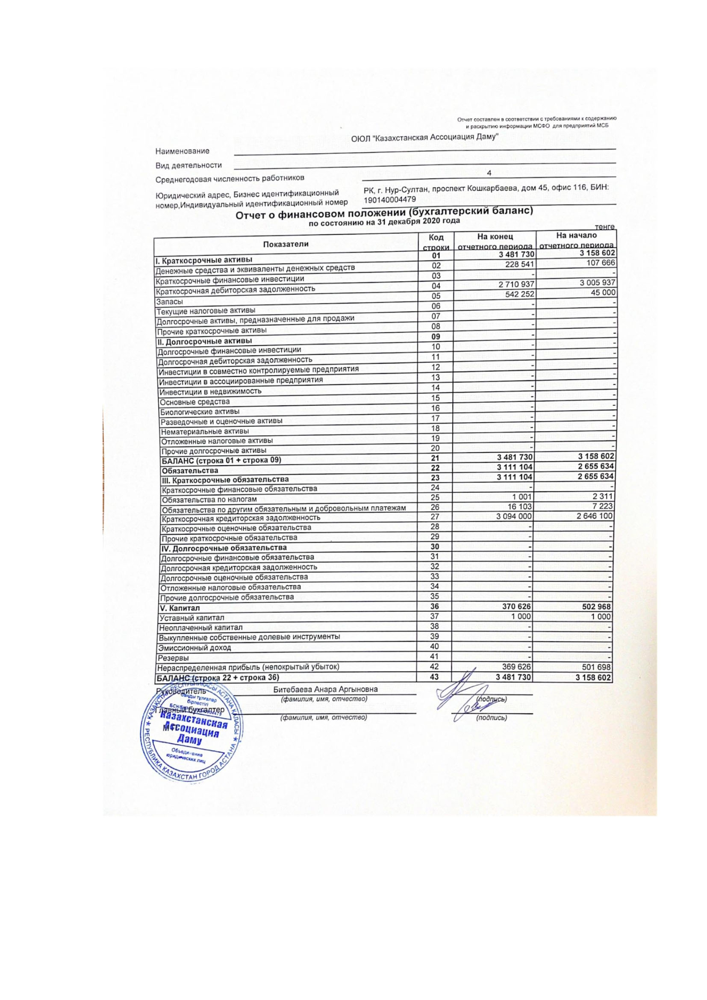 Отчет составлен в соответствии с требованиями к содержанию
и раскрытию информации МСФО для предприятий МСБ
ОЮЛ "Казахстанская Ассоциация Даму"
Наименование
Вид деятельности
Среднегодовая численность работников 4
Юридический адрес, Бизнес идентификационный РК, г. Нур-Султан, проспект Кошкарбаева, дом 45, офис 116, БИН:
номер,Индивидуальный идентификационный номер 190140004479
Отчет о финансовом положении (бухгалтерский баланс)
по состоянию на 31 декабря 2020 года
тенге
Показатели Код строки На конец отчетного периода На начало отчетного периода
I. Краткосрочные активы 01 3 481 730 3 158 602
Денежные средства и эквиваленты денежных средств 02 228 541 107 666
Краткосрочные финансовые инвестиции 03 - -
Краткосрочная дебиторская задолженность 04 2 710 937 3 005 937
Запасы 05 542 252 45 000
Текущие налоговые активы 06 - -
Долгосрочные активы, предназначенные для продажи 07 - -
Прочие краткосрочные активы 08 - -
II. Долгосрочные активы 09 - -
Долгосрочные финансовые инвестиции 10 - -
Долгосрочная дебиторская задолженность 11 - -
Инвестиции в совместно контролируемые предприятия 12 - -
Инвестиции в ассоциированные предприятия 13 - -
Инвестиции в недвижимость 14 - -
Основные средства 15 - -
Биологические активы 16 - -
Разведочные и оценочные активы 17 - -
Нематериальные активы 18 - -
Отложенные налоговые активы 19 - -
Прочие долгосрочные активы 20 - -
БАЛАНС (строка 01 + строка 09) 21 3 481 730 3 158 602
Обязательства 22 3 111 104 2 655 634
III. Краткосрочные обязательства 23 3 111 104 2 655 634
Краткосрочные финансовые обязательства 24 - -
Обязательства по налогам 25 1 001 2 311
Обязательства по другим обязательным и добровольным платежам 26 16 103 7 223
Краткосрочная кредиторская задолженность 27 3 094 000 2 646 100
Краткосрочные оценочные обязательства 28 - -
Прочие краткосрочные обязательства 29 - -
IV. Долгосрочные обязательства 30 - -
Долгосрочные финансовые обязательства 31 - -
Долгосрочная кредиторская задолженность 32 - -
Долгосрочные оценочные обязательства 33 - -
Отложенные налоговые обязательства 34 - -
Прочие долгосрочные обязательства 35 - -
V. Капитал 36 370 626 502 968
Уставный капитал 37 1 000 1 000
Неоплаченный капитал 38 - -
Выкупленные собственные долевые инструменты 39 - -
Эмиссионный доход 40 - -
Резервы 41 - -
Нераспределенная прибыль (непокрытый убыток) 42 369 626 501 698
БАЛАНС (строка 22 + строка 36) 43 3 481 730 3 158 602
Руководитель Битебаева Анара Аргыновна
(фамилия, имя, отчество) (подпись)
Главный бухгалтер
(фамилия, имя, отчество) (подпись)
ҚАЗАҚСТАН РЕСПУБЛИКАСЫ АСТАНА ҚАЛАСЫ
заңды тұлғалар
бірлестігі
Казахстанская
Ассоциация
Даму
Объединение
юридических лиц
РЕСПУБЛИКА КАЗАХСТАН ГОРОД АСТАНА